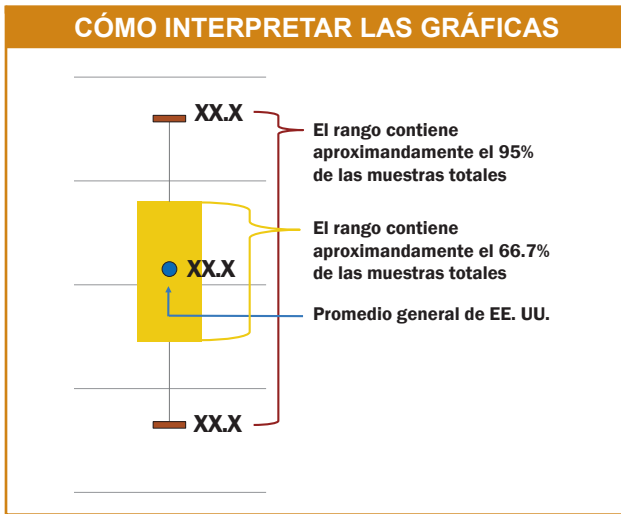 CÓMO INTERPRETAR LAS GRÁFICAS
XX.X
El rango contiene
aproximandamente el 95%
de las muestras totales
El rango contiene
aproximandamente el 66.7%
de las muestras totales
XX.X
Promedio general de EE. UU.
XX.X